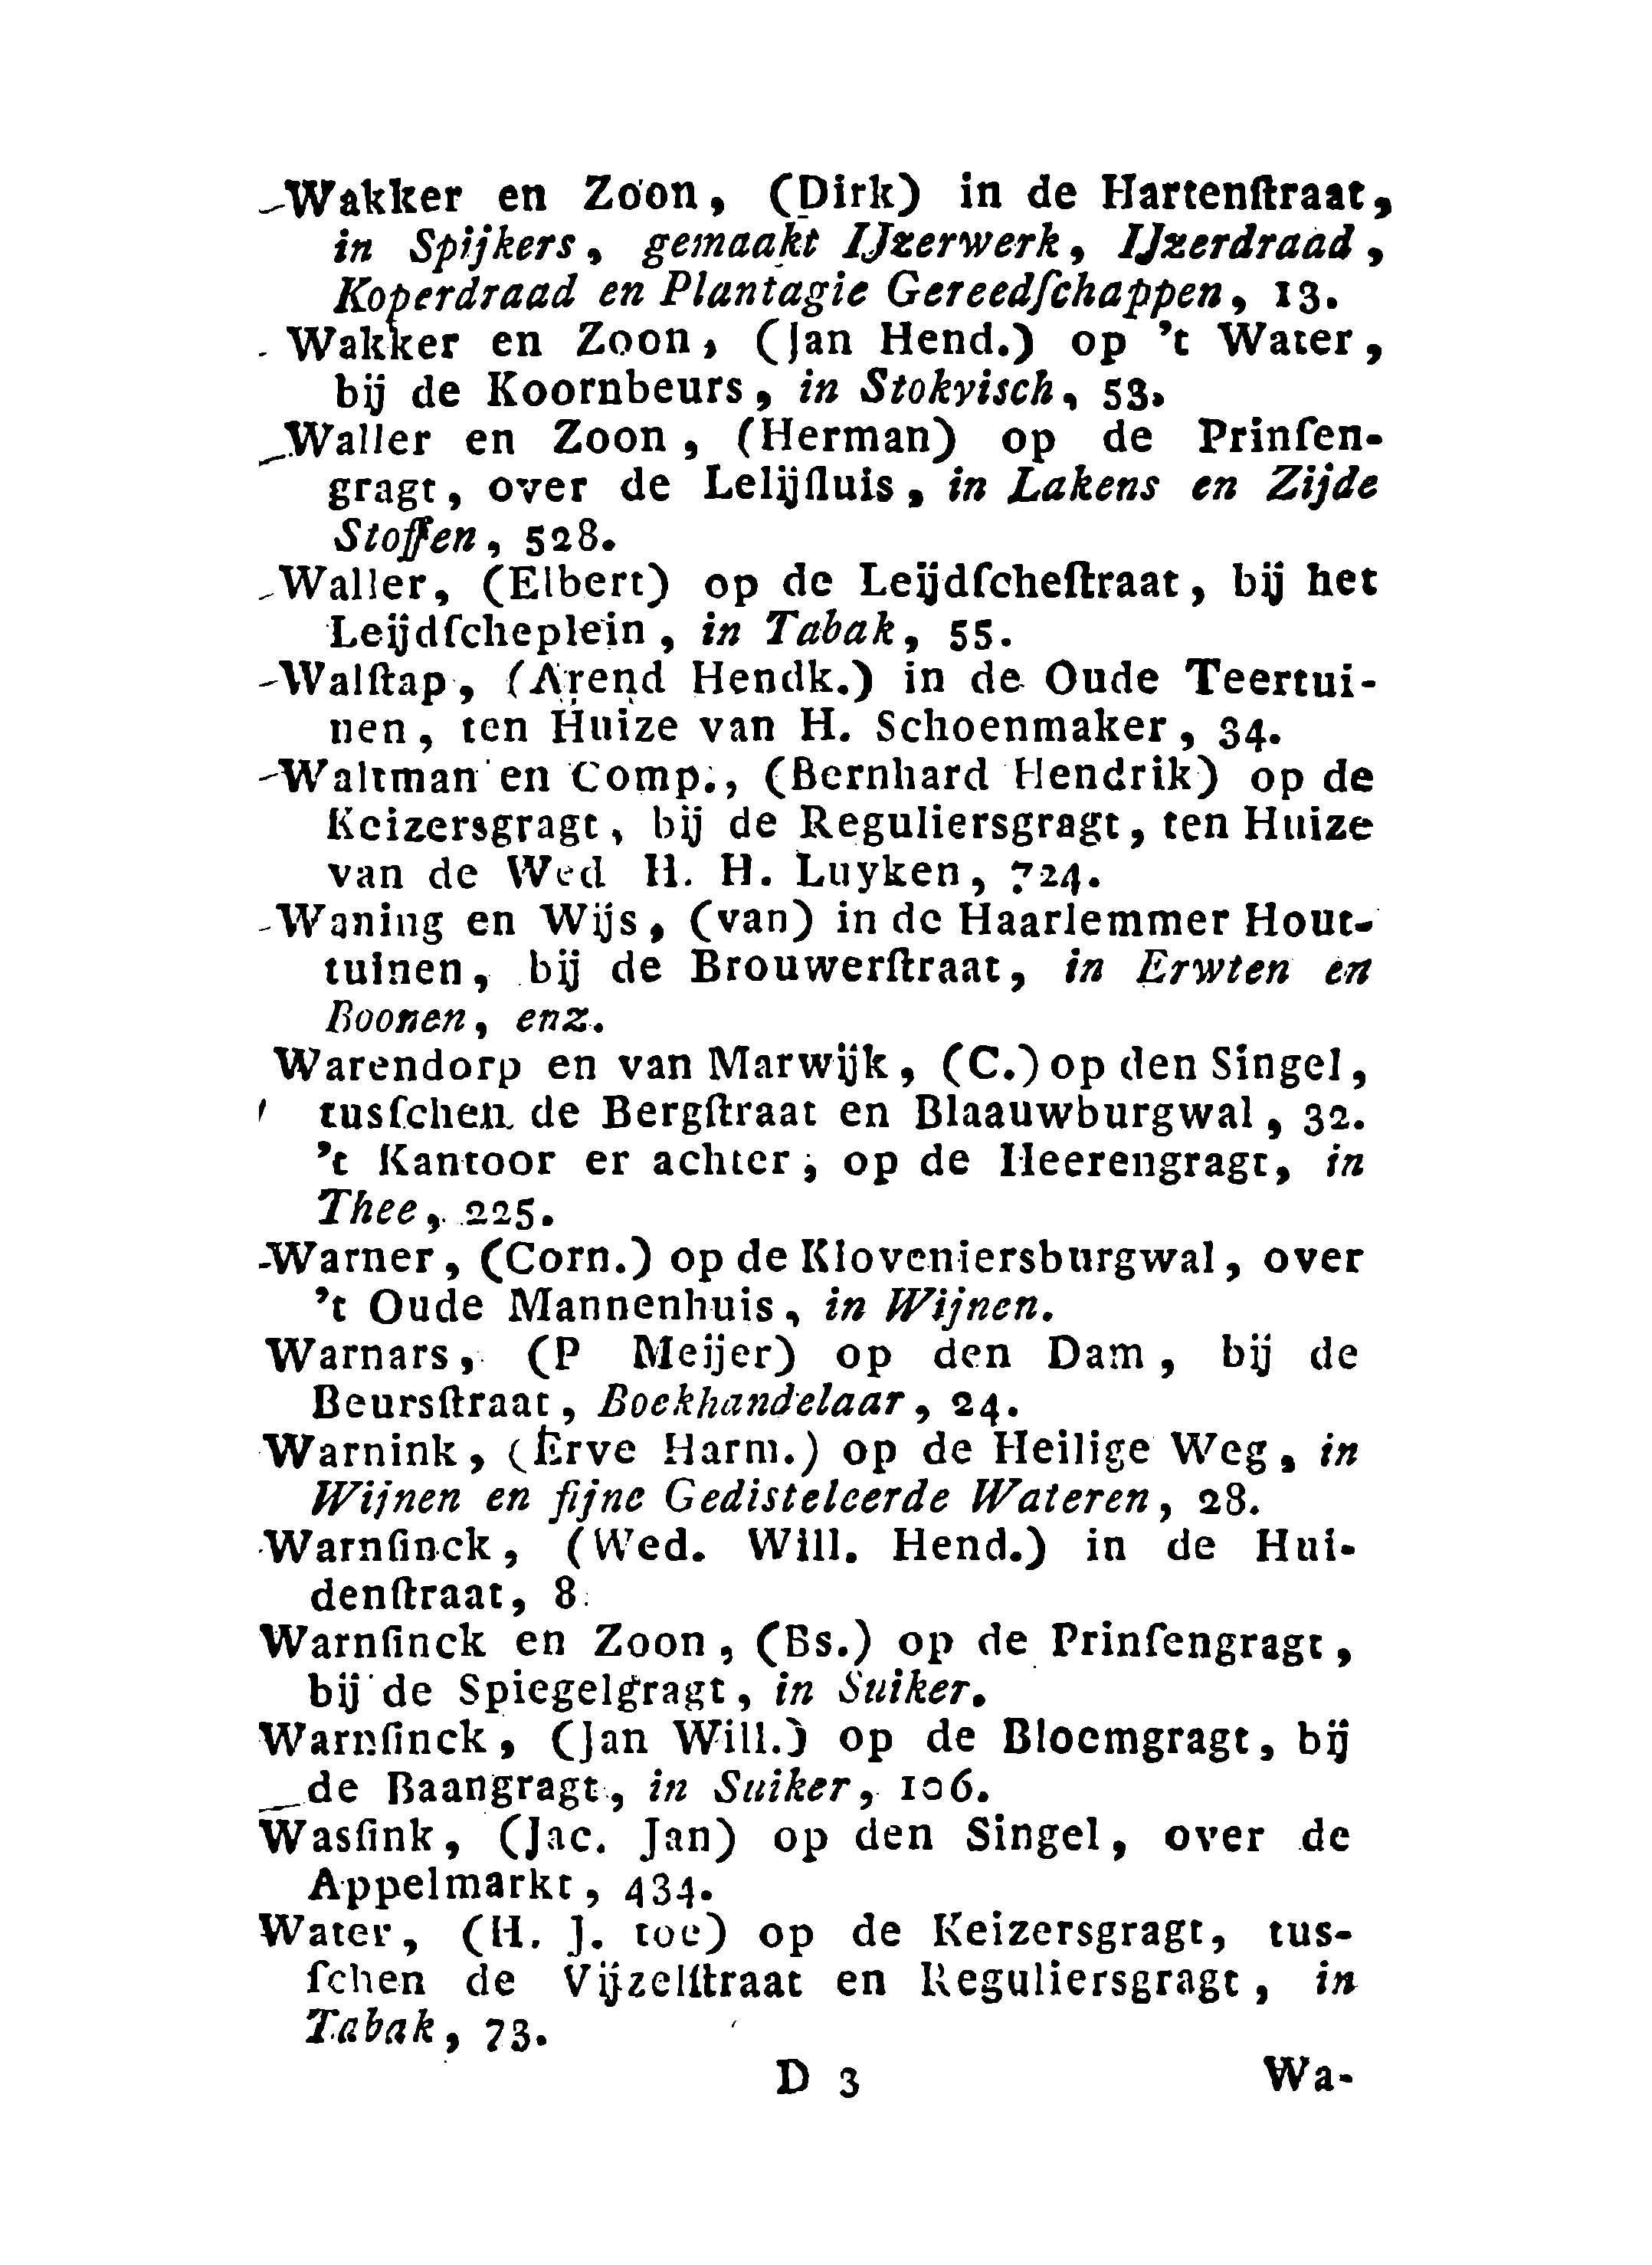 Wakker en Zoon, (Dirk) in de Hartenſtraat,
in Spijkers, gemaakt IJzerwerk, IJzerdraad,
Koperdraad en Plantagie Gereedſchappen, 13.
Wakker en Zoon, (Jan Hend.) op 't Water,
bij de Koornbeurs, in Stokvisch, 53.
Waller en Zoon, (Herman) op de Prinſen-
gragt, over de Lelijſluis, in Lakens en Zijde
Stoffen, 528.
Waller, (Elbert) op de Leijdſcheſtraat, bij het
Leijdſcheplein, in Tabak, 55.
Walſtap, (Arend Hendk.) in de Oude Teertui-
nen, ten Huize van H. Schoenmaker, 34.
Waltman en Comp., (Bernhard Hendrik) op de
Keizersgragt, bij de Reguliersgragt, ten Huize
van de Wed H. H. Luyken, 724.
Waning en Wijs, (van) in de Haarlemmer Hout-
tuinen, bij de Brouwerſtraat, in Erwten en
Boonen, enz.
Warendorp en van Marwijk, (C.) op den Singel,
tusſchen de Bergſtraat en Blaauwburgwal, 32.
't Kantoor er achter, op de Heerengragt, in
Thee, 225.
Warner, (Corn.) op de Kloveniersburgwal, over
't Oude Mannenhuis, in Wijnen.
Warnars, (P Meijer) op den Dam, bij de
Beursſtraat, Boekhandelaar, 24.
Warnink, (Erve Harm.) op de Heilige Weg, in
Wijnen en fijne Gedisteleerde Wateren, 28.
Warnſinck, (Wed. Will. Hend.) in de Hui-
denſtraat, 8.
Warnſinck en Zoon, (Bs.) op de Prinſengragt,
bij de Spiegelgragt, in Suiker.
Warnſinck, (Jan Will.) op de Bloemgragt, bij
de Baangragt, in Suiker, 106.
Wasſink, (Jac. Jan) op den Singel, over de
Appelmarkt, 434.
Water, (H. J. toe) op de Keizersgragt, tus-
ſchen de Vijzelſtraat en Reguliersgragt, in
Tabak, 73.
D 3 Wa-